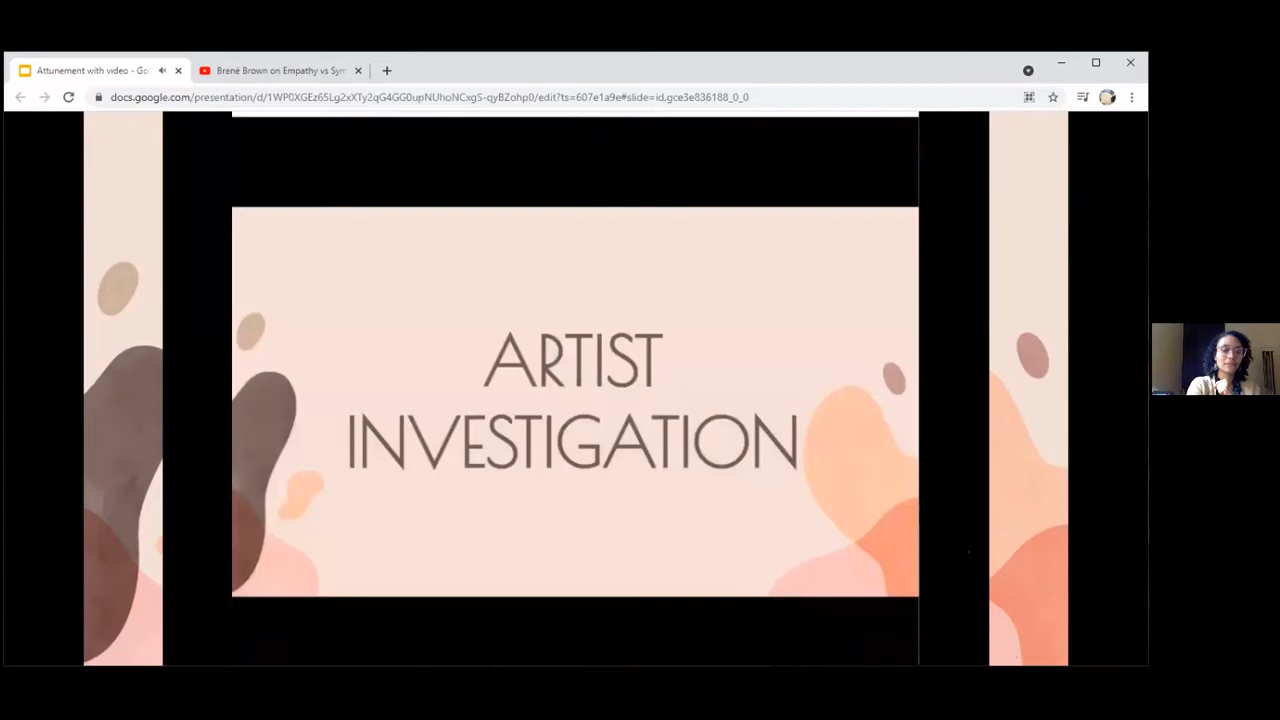 Attunement with video - Go
Brené Brown on Empathy vs Sym
docs.google.com/presentation/d/1WP0XGEz65Lg2xXTy2qG4GG0upNUhoNCxgS-qyBZohp0/edit?ts=607e1a9e#slide=id.gce3e836188_0_0
ARTIST
INVESTIGATION